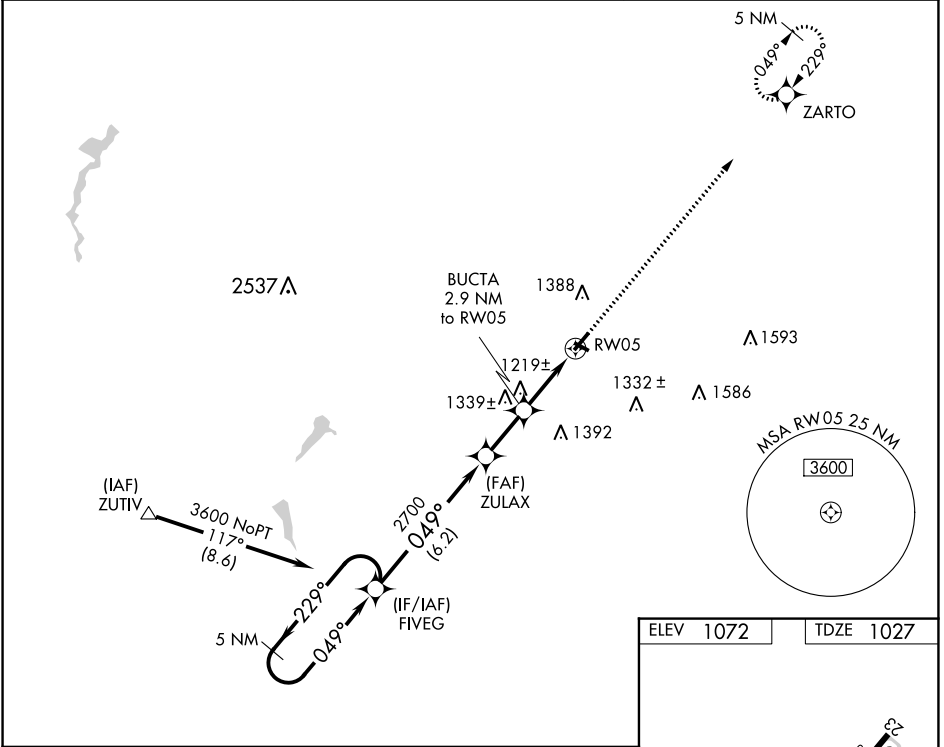 5 NM
049°
229°
ZARTO
2537
BUCTA
2.9 NM
to RW05
1388
RW05
1593
1219±
1332 ±
1586
1339±
1392
MSA RW05 25 NM
3600
(FAF)
ZULAX
(IAF)
ZUTIV
3600 NoPT
117°
(8.6)
2700
049°
(6.2)
229°
049°
5 NM
(IF/IAF)
FIVEG
ELEV 1072
TDZE 1027
23